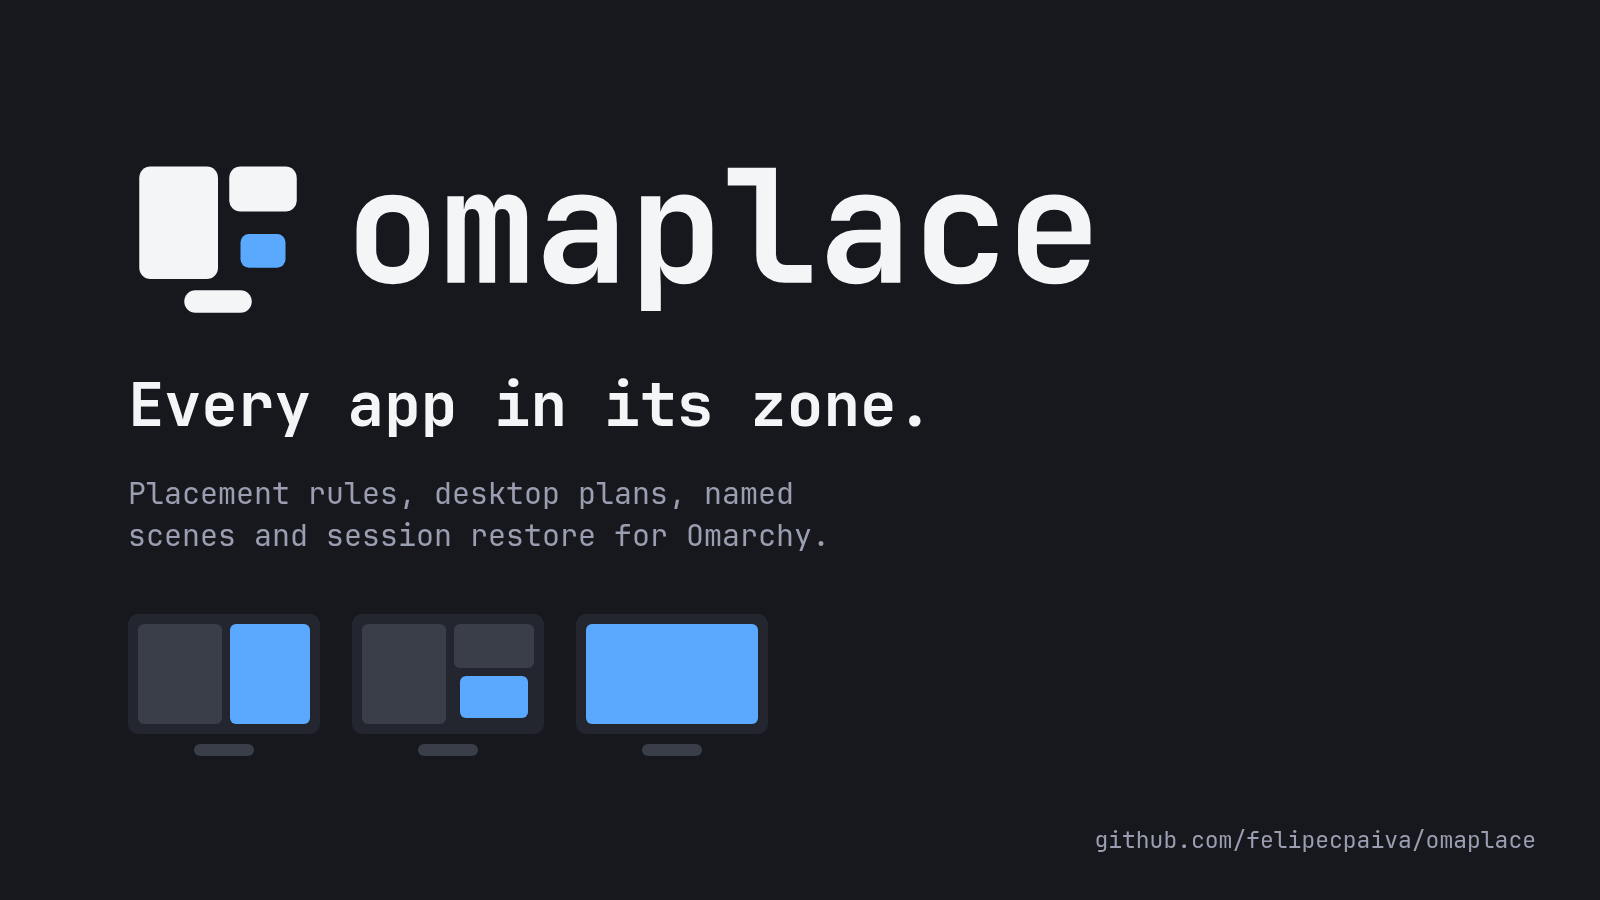 omaplace
Every app in its zone.
Placement rules, desktop plans, named
scenes and session restore for Omarchy.
github.com/felipecpaiva/omaplace